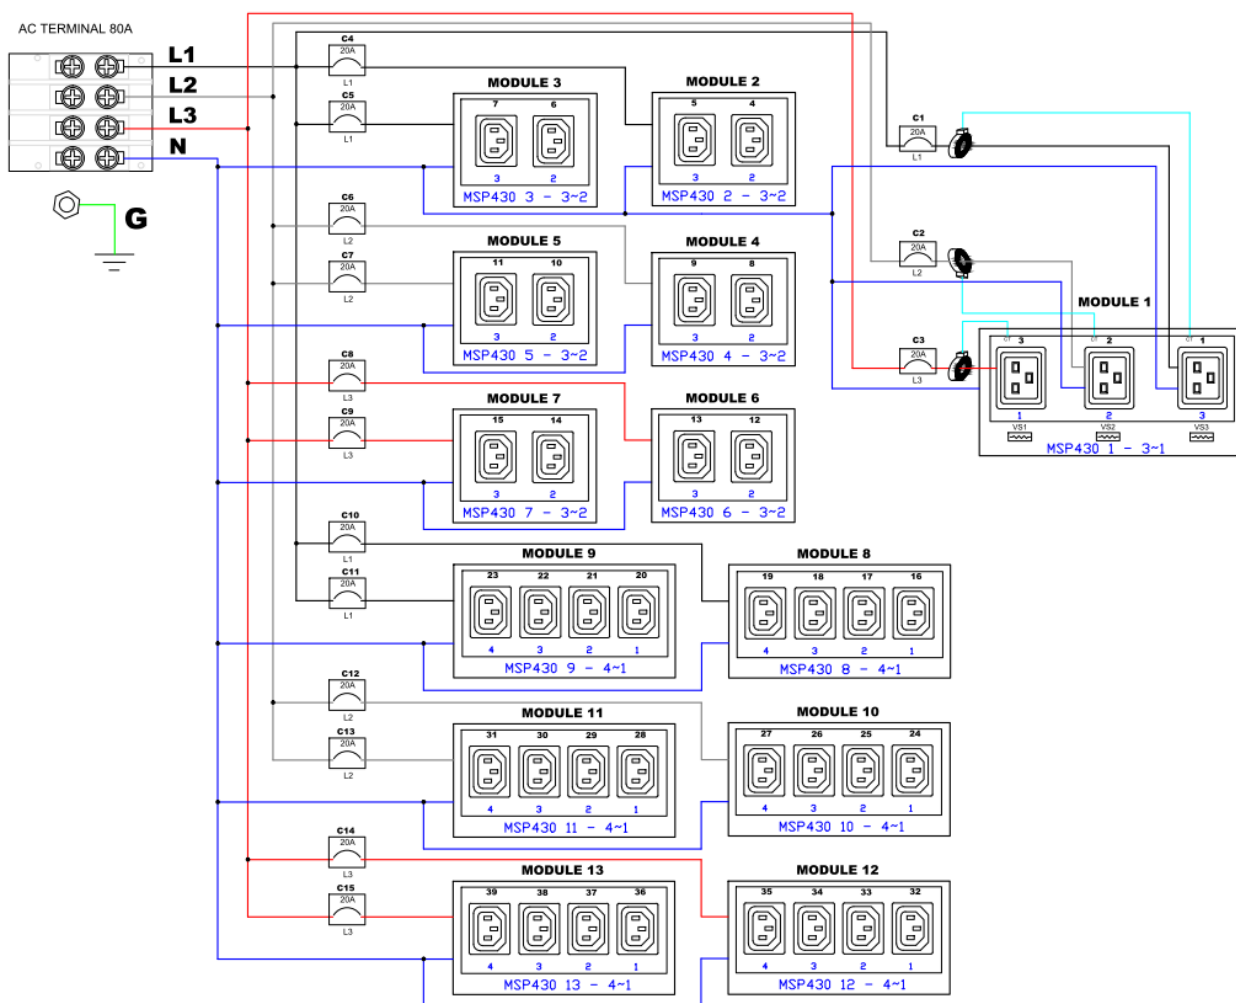 AC TERMINAL 80A
L1
L2
L3
N
G
C4
20A
L1
C5
20A
L1
MODULE 3
7 6
3 2
MSP430 3 - 3~2
MODULE 2
5 4
3 2
MSP430 2 - 3~2
C1
20A
L1
C6
20A
L2
C7
20A
L2
MODULE 5
11 10
3 2
MSP430 5 - 3~2
MODULE 4
9 8
3 2
MSP430 4 - 3~2
C2
20A
L2
C3
20A
L3
MODULE 1
CT CT CT
3 2 1
1 2 3
VS1 VS2 VS3
MSP430 1 - 3~1
C8
20A
L3
C9
20A
L3
MODULE 7
15 14
3 2
MSP430 7 - 3~2
MODULE 6
13 12
3 2
MSP430 6 - 3~2
C10
20A
L1
C11
20A
L1
MODULE 9
23 22 21 20
4 3 2 1
MSP430 9 - 4~1
MODULE 8
19 18 17 16
4 3 2 1
MSP430 8 - 4~1
C12
20A
L2
C13
20A
L2
MODULE 11
31 30 29 28
4 3 2 1
MSP430 11 - 4~1
MODULE 10
27 26 25 24
4 3 2 1
MSP430 10 - 4~1
C14
20A
L3
C15
20A
L3
MODULE 13
39 38 37 36
4 3 2 1
MSP430 13 - 4~1
MODULE 12
35 34 33 32
4 3 2 1
MSP430 12 - 4~1